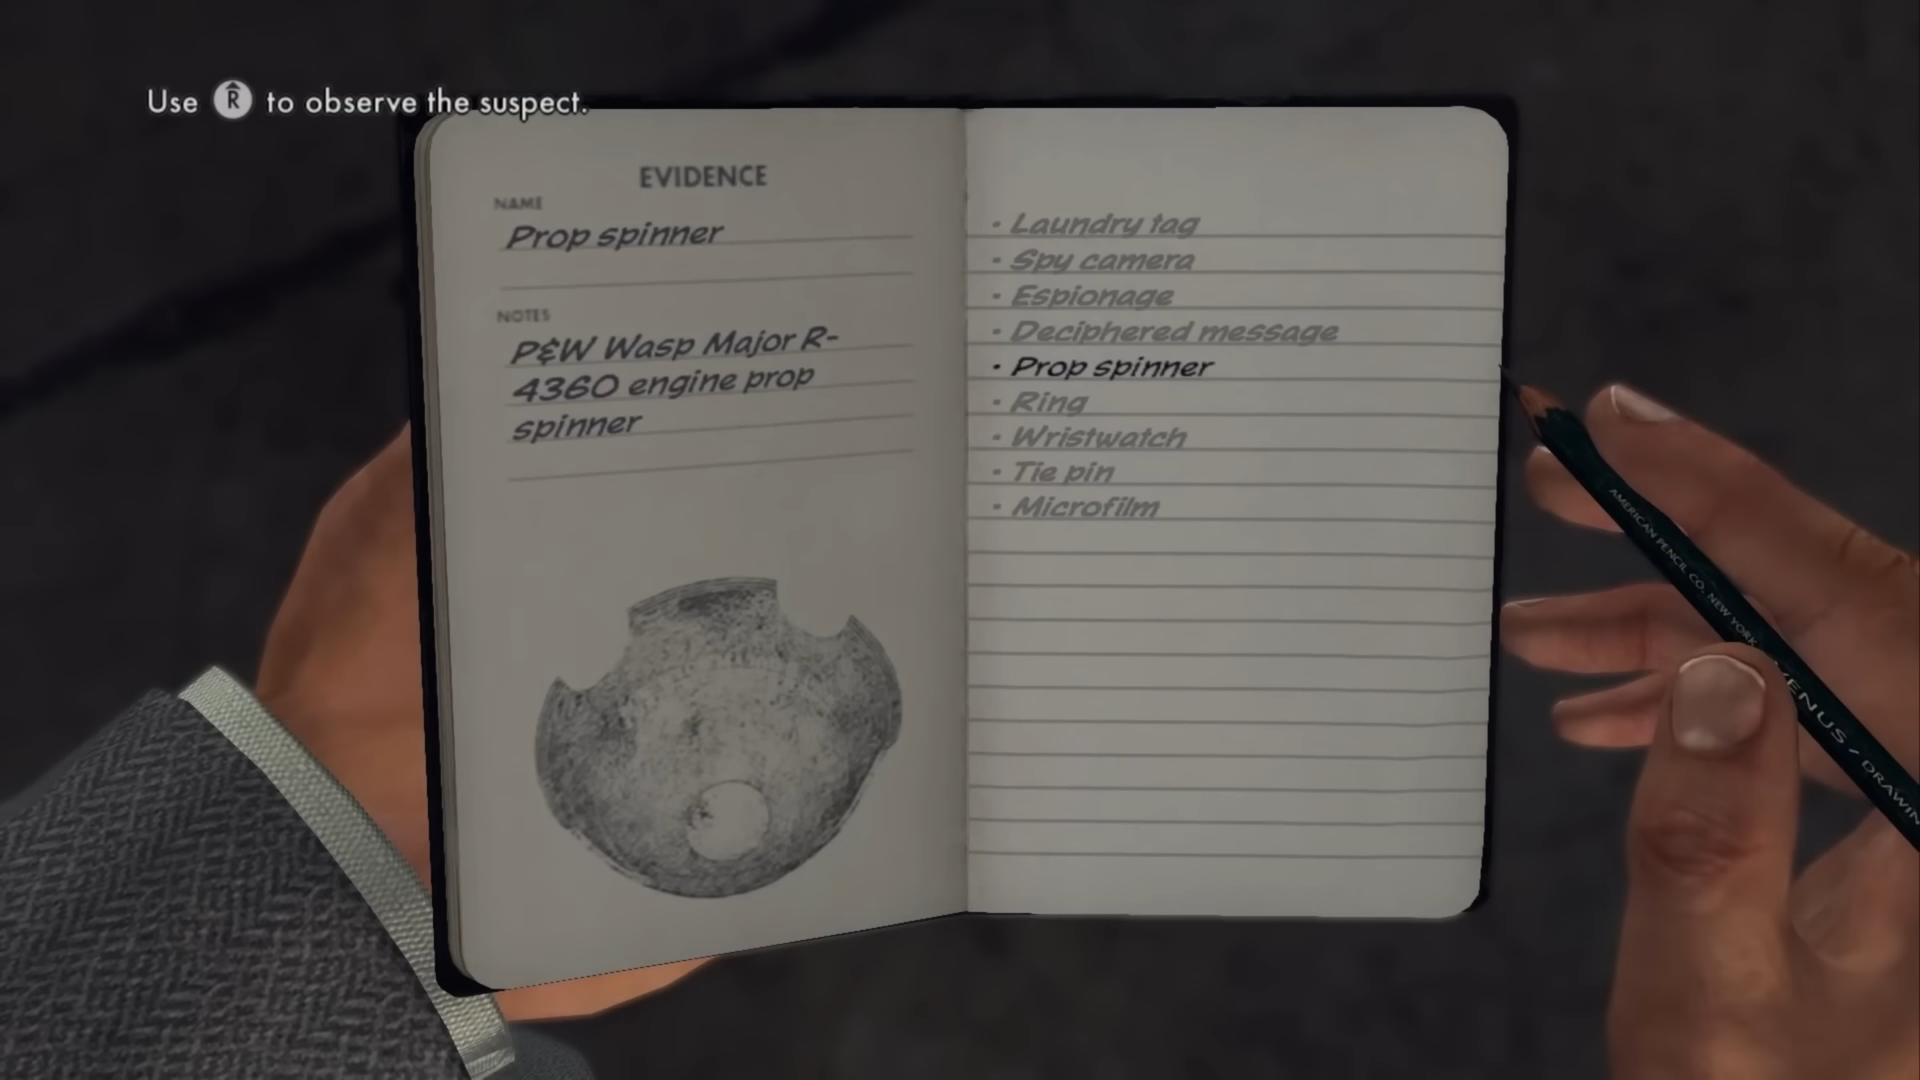 Use R to observe the suspect.
EVIDENCE
NAME
Prop spinner
NOTES
P&W Wasp Major R-
4360 engine prop
spinner
• Laundry tag
• Spy camera
• Espionage
• Deciphered message
• Prop spinner
• Ring
• Wristwatch
• Tie pin
• Microfilm
AMERICAN PENCIL CO. NEW YORK
VENUS / DRAWIN